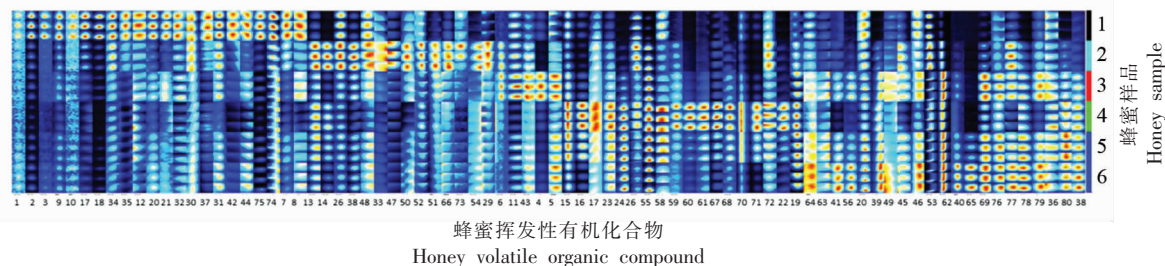 1
2
3
4
5
6
蜂蜜样品
Honey sample
1 2 3 9 10 17 18 34 35 12 20 21 32 30 37 31 42 44 75 74 7 8 13 14 26 38 48 33 47 50 52 51 66 73 54 29 6 11 43 4 5 15 16 17 23 24 26 55 58 59 60 61 67 68 70 71 72 22 19 64 63 41 56 20 39 49 45 46 53 62 40 65 69 76 77 78 79 36 80 38
蜂蜜挥发性有机化合物
Honey volatile organic compound